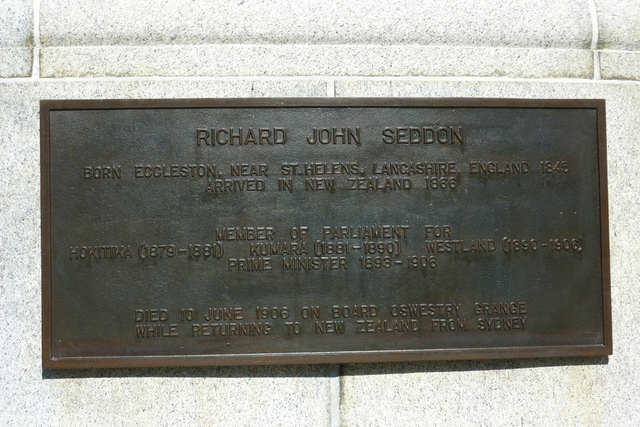 RICHARD JOHN SEDDON
BORN ECCLESTON, NEAR ST. HELENS, LANCASHIRE, ENGLAND 1845
ARRIVED IN NEW ZEALAND 1866
MEMBER OF PARLIAMENT FOR
HOKITIKA (1879-1881) KUMARA (1881-1890) WESTLAND (1890-1906)
PRIME MINISTER 1893-1906
DIED 10 JUNE 1906 ON BOARD OSWESTRY GRANGE
WHILE RETURNING TO NEW ZEALAND FROM SYDNEY